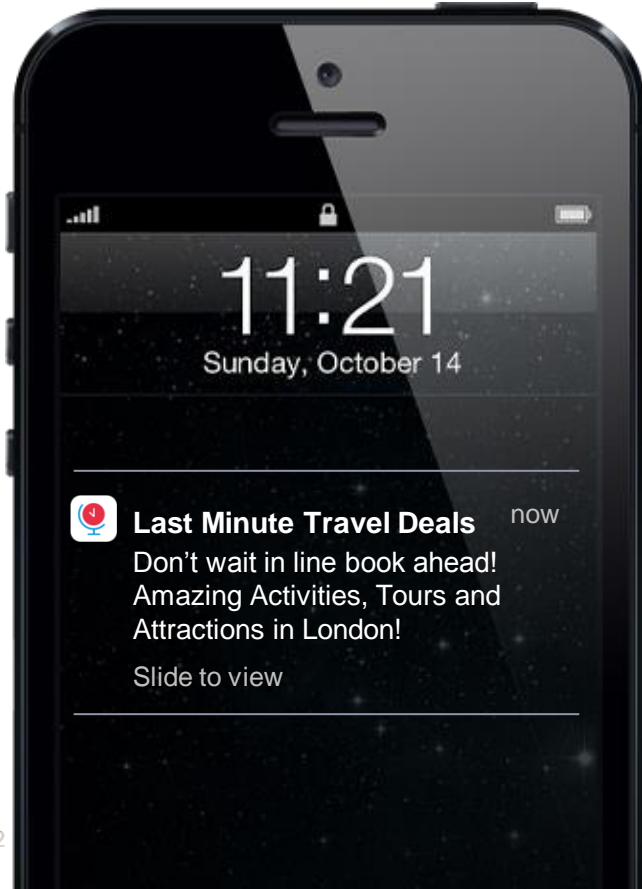 11:21
Sunday, October 14
Last Minute Travel Deals
now
Don’t wait in line book ahead!
Amazing Activities, Tours and
Attractions in London!
Slide to view
2